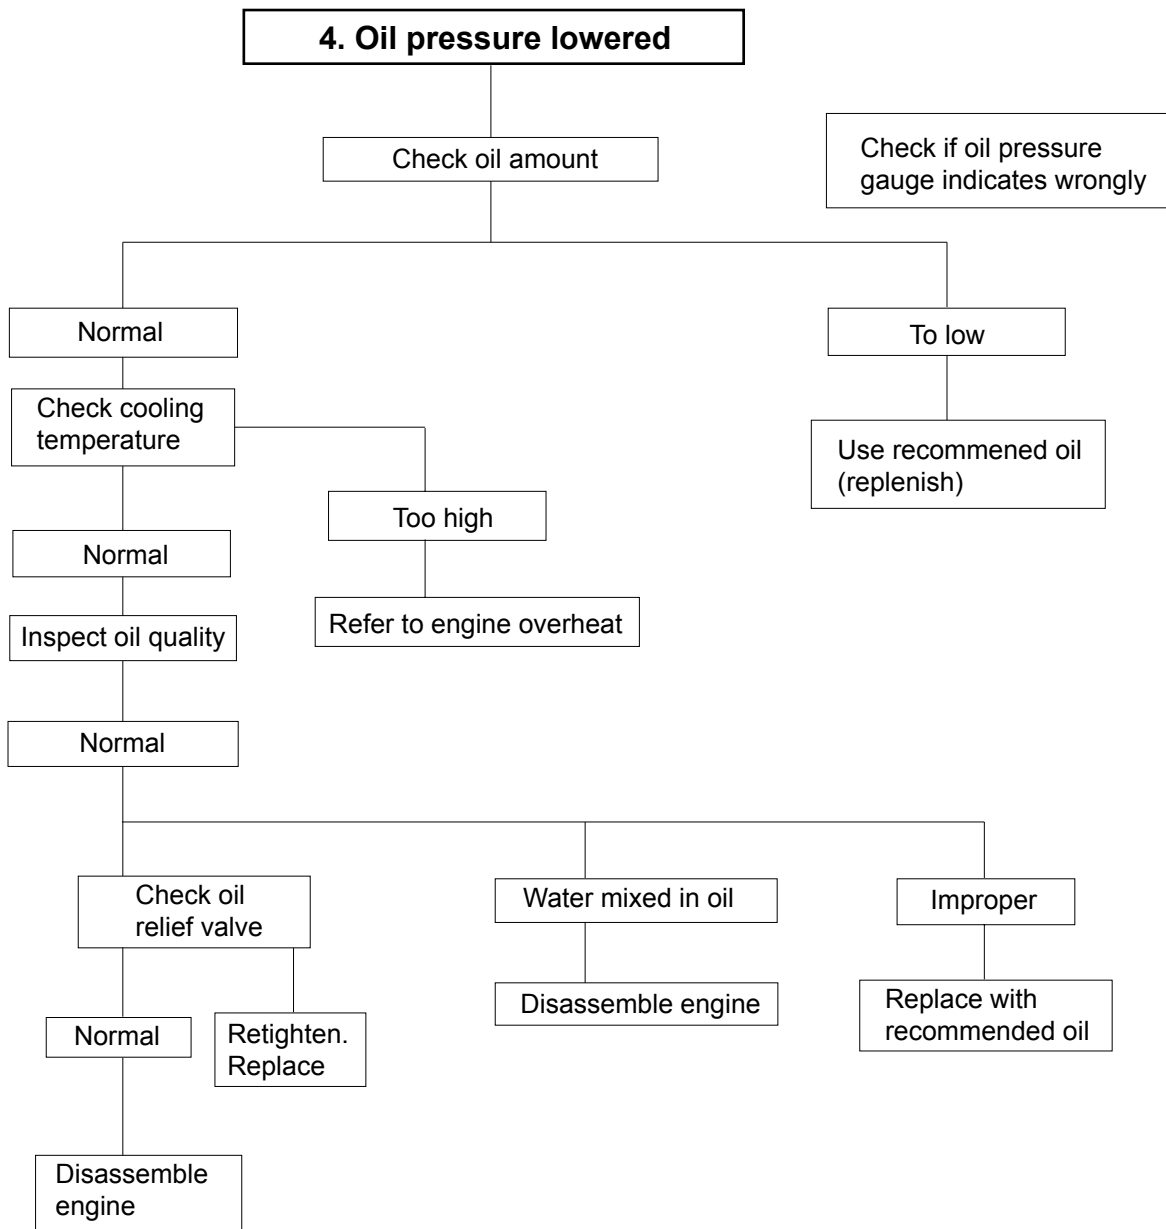 4. Oil pressure lowered
Check oil amount
Check if oil pressure
gauge indicates wrongly
Normal
To low
Check cooling
temperature
Use recommened oil
(replenish)
Too high
Normal
Refer to engine overheat
Inspect oil quality
Normal
Check oil
relief valve
Water mixed in oil
Improper
Normal
Retighten.
Replace
Disassemble engine
Replace with
recommended oil
Disassemble
engine